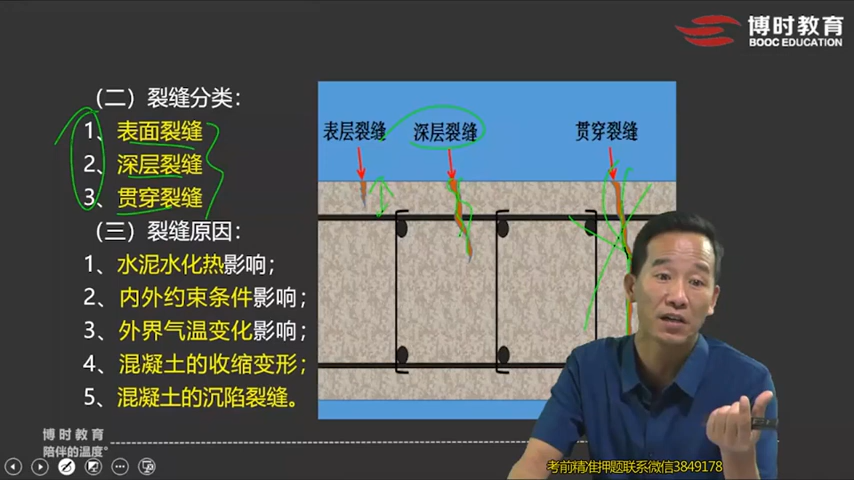 博时教育
BOOC EDUCATION
（二）裂缝分类：
1、表面裂缝
2、深层裂缝
3、贯穿裂缝
（三）裂缝原因：
1、水泥水化热影响；
2、内外约束条件影响；
3、外界气温变化影响；
4、混凝土的收缩变形；
5、混凝土的沉陷裂缝。
表层裂缝
深层裂缝
贯穿裂缝
博时教育
陪伴的温度°
考前精准押题联系微信3849178